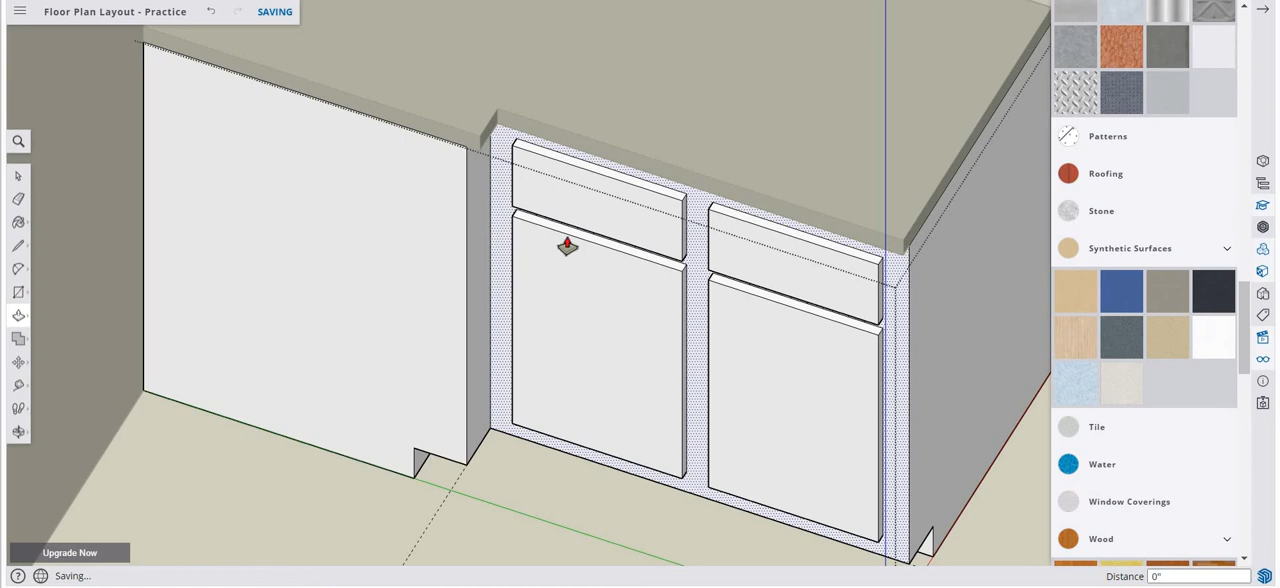 Floor Plan Layout - Practice
SAVING
Patterns
Roofing
Stone
Synthetic Surfaces
Tile
Water
Window Coverings
Wood
Upgrade Now
Saving...
Distance 0"